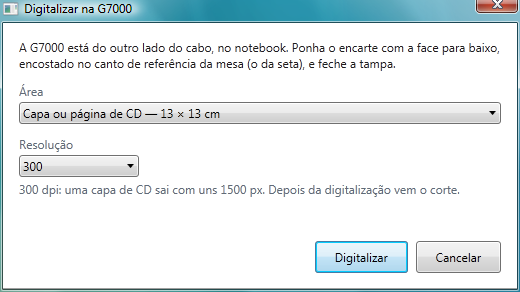 Digitalizar na G7000
A G7000 está do outro lado do cabo, no notebook. Ponha o encarte com a face para baixo,
encostado no canto de referência da mesa (o da seta), e feche a tampa.
Área
Capa ou página de CD — 13 × 13 cm
Resolução
300
300 dpi: uma capa de CD sai com uns 1500 px. Depois da digitalização vem o corte.
Digitalizar
Cancelar